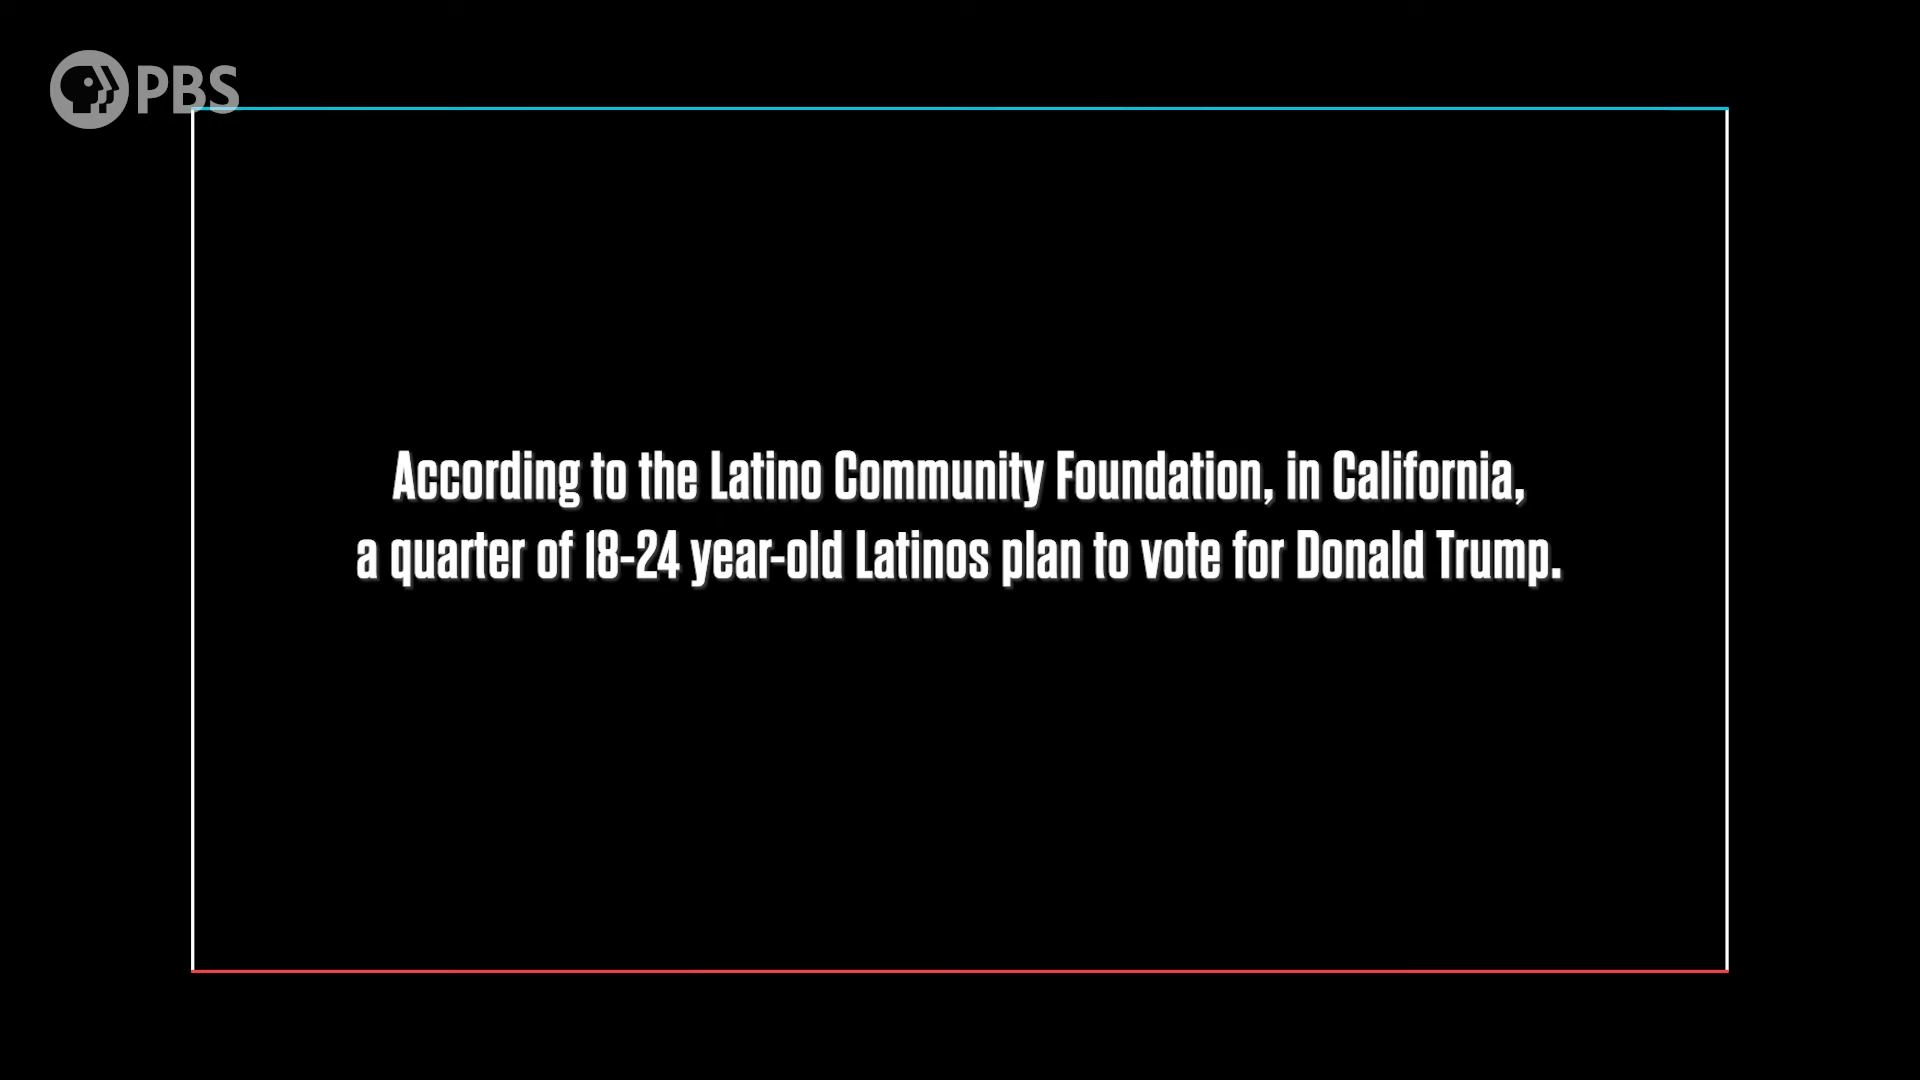 PBS
According to the Latino Community Foundation, in California,
a quarter of 18-24 year-old Latinos plan to vote for Donald Trump.